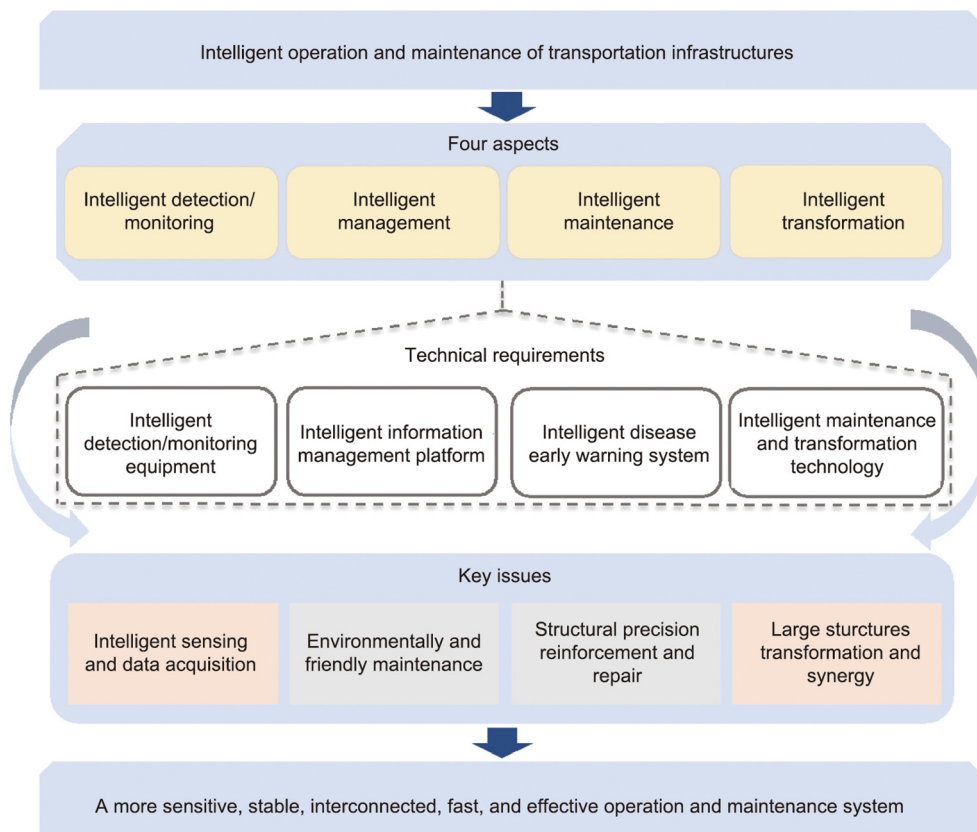 Intelligent operation and maintenance of transportation infrastructures
Four aspects
Intelligent detection/
monitoring
Intelligent
management
Intelligent
maintenance
Intelligent
transformation
Technical requirements
Intelligent
detection/monitoring
equipment
Intelligent information
management platform
Intelligent disease
early warning system
Intelligent maintenance
and transformation
technology
Key issues
Intelligent sensing
and data acquisition
Environmentally and
friendly maintenance
Structural precision
reinforcement and
repair
Large sturctures
transformation and
synergy
A more sensitive, stable, interconnected, fast, and effective operation and maintenance system